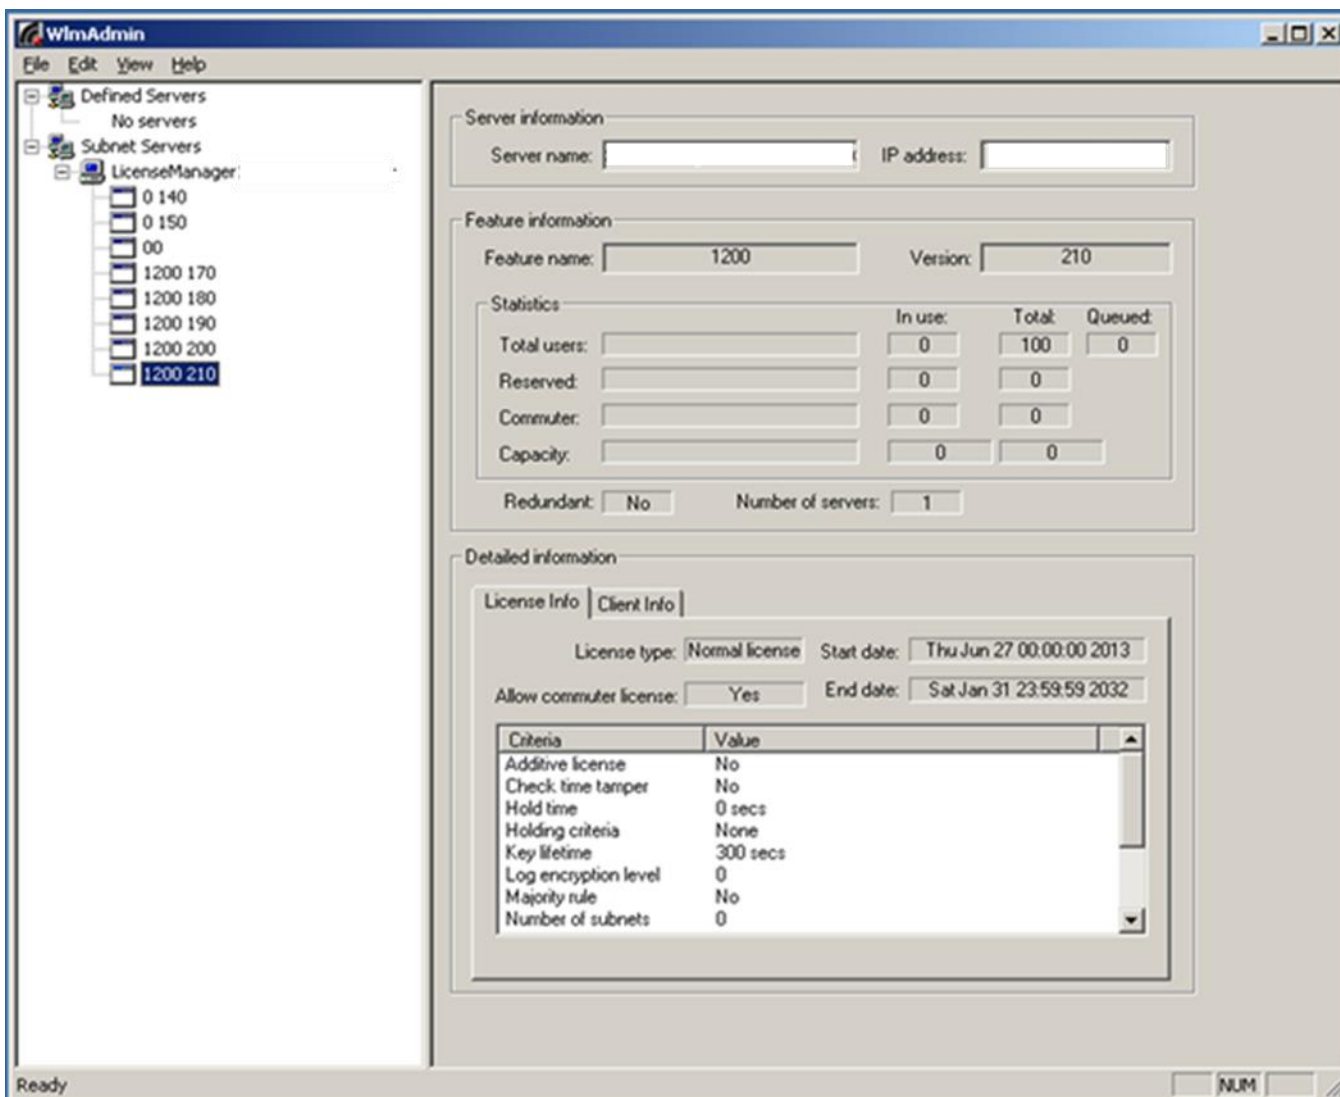 WlmAdmin
File Edit View Help
Defined Servers
No servers
Subnet Servers
LicenseManager
0 140
0 150
00
1200 170
1200 180
1200 190
1200 200
1200 210
Server information
Server name: IP address:
Feature information
Feature name: 1200 Version: 210
Statistics
In use: Total: Queued:
Total users: 0 100 0
Reserved: 0 0
Commuter: 0 0
Capacity: 0 0
Redundant: No Number of servers: 1
Detailed information
License Info Client Info
License type: Normal license Start date: Thu Jun 27 00:00:00 2013
Allow commuter license: Yes End date: Sat Jan 31 23:59:59 2032
Criteria Value
Additive license No
Check time tamper No
Hold time 0 secs
Holding criteria None
Key lifetime 300 secs
Log encryption level 0
Majority rule No
Number of subnets 0
Ready NUM